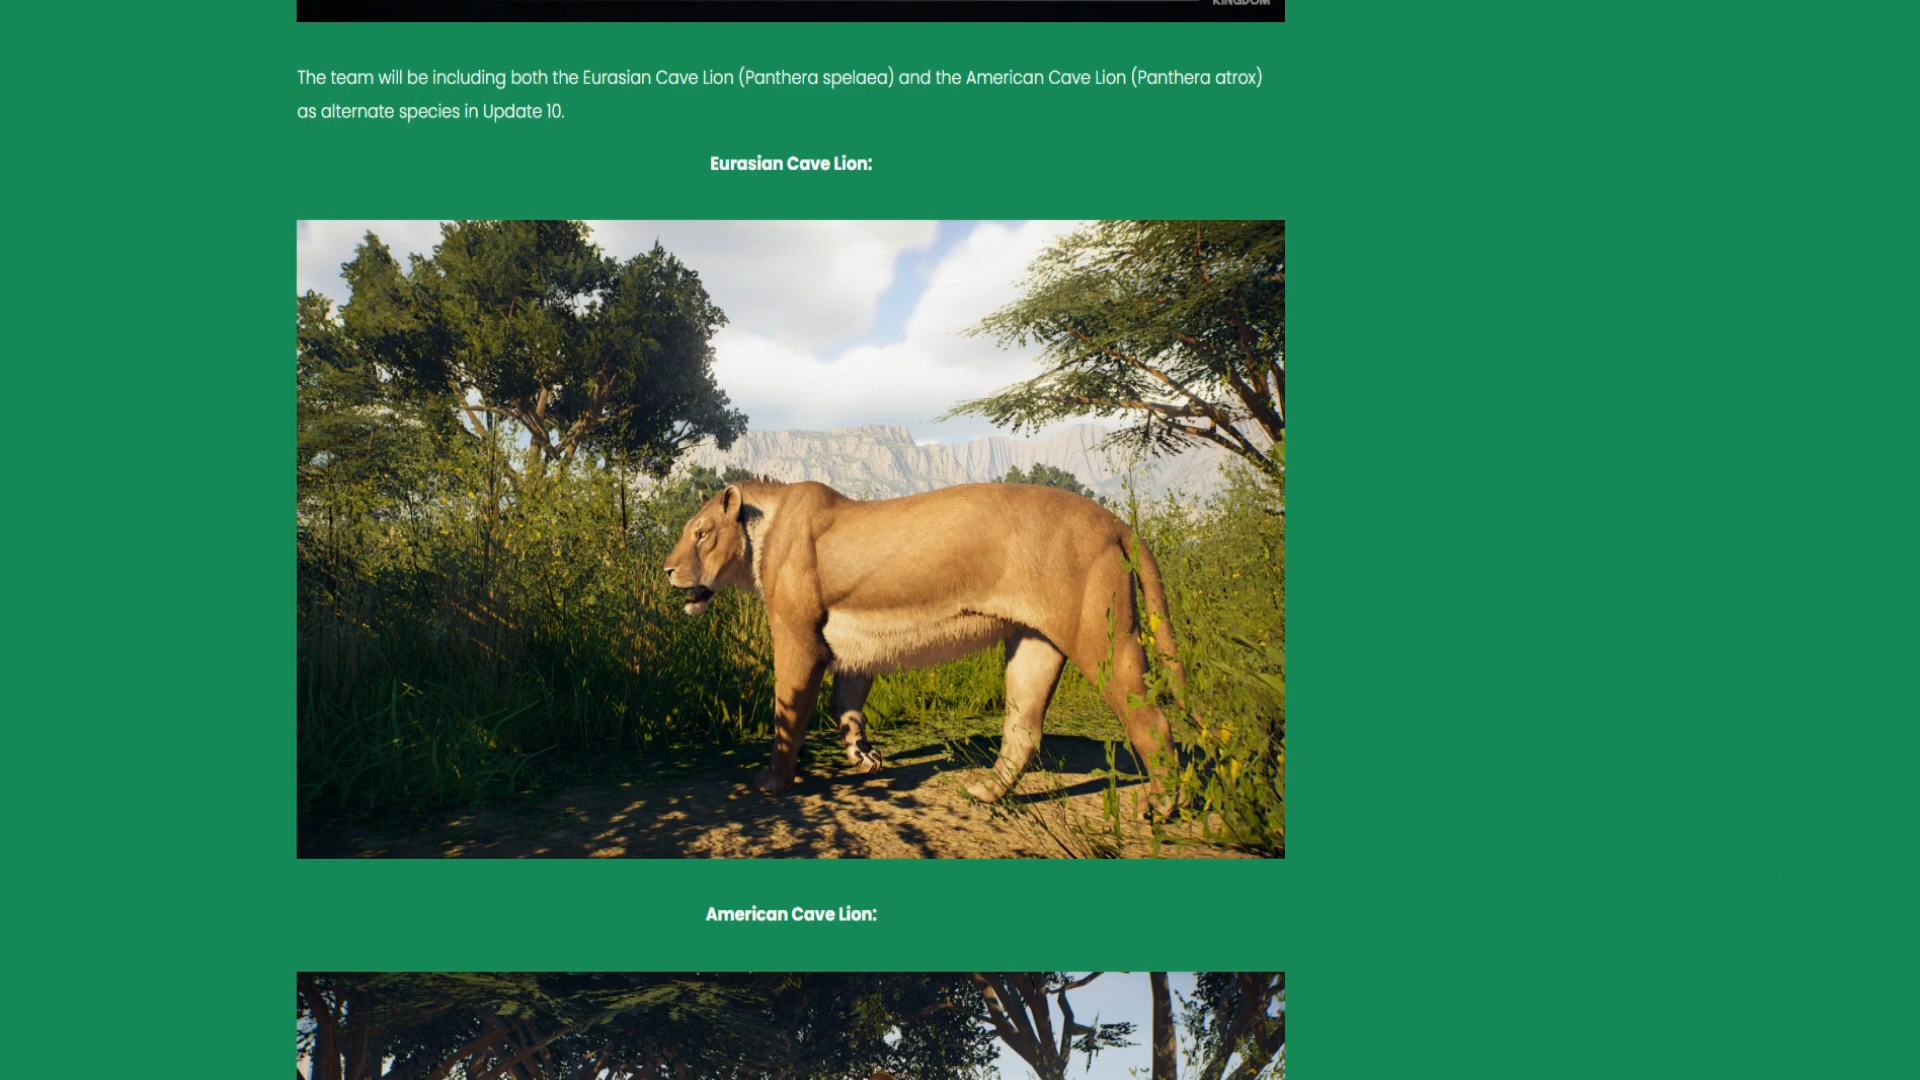 KINGDOM
The team will be including both the Eurasian Cave Lion (Panthera spelaea) and the American Cave Lion (Panthera atrox)
as alternate species in Update 10.
Eurasian Cave Lion:
American Cave Lion: